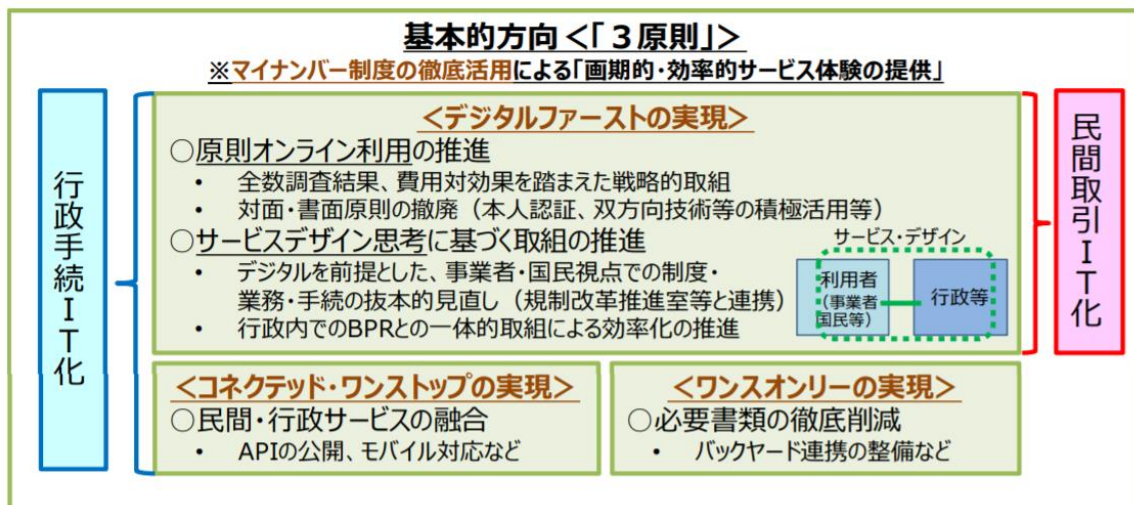 基本的方向<「３原則」>
※マイナンバー制度の徹底活用による「画期的・効率的サービス体験の提供」
行政手続ＩＴ化
<デジタルファーストの実現>
○原則オンライン利用の推進
• 全数調査結果、費用対効果を踏まえた戦略的取組
• 対面・書面原則の撤廃（本人認証、双方向技術等の積極活用等）
○サービスデザイン思考に基づく取組の推進
• デジタルを前提とした、事業者・国民視点での制度・
業務・手続の抜本的見直し（規制改革推進室等と連携）
• 行政内でのBPRとの一体的取組による効率化の推進
サービス・デザイン
利用者
（事業者
国民等）
行政等
<コネクテッド・ワンストップの実現>
○民間・行政サービスの融合
• APIの公開、モバイル対応など
<ワンスオンリーの実現>
○必要書類の徹底削減
• バックヤード連携の整備など
民間取引ＩＴ化